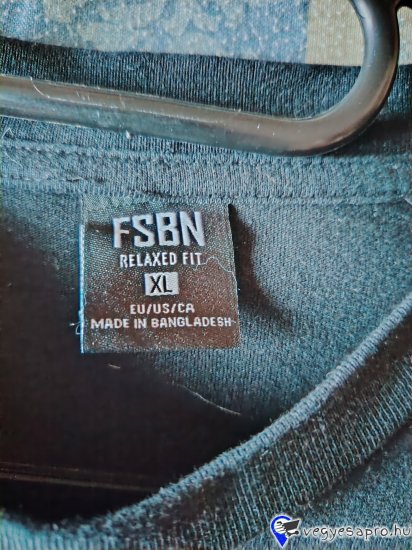 FSBN
RELAXED FIT
XL
EU/US/CA
MADE IN BANGLADESH
vegyesapro.hu